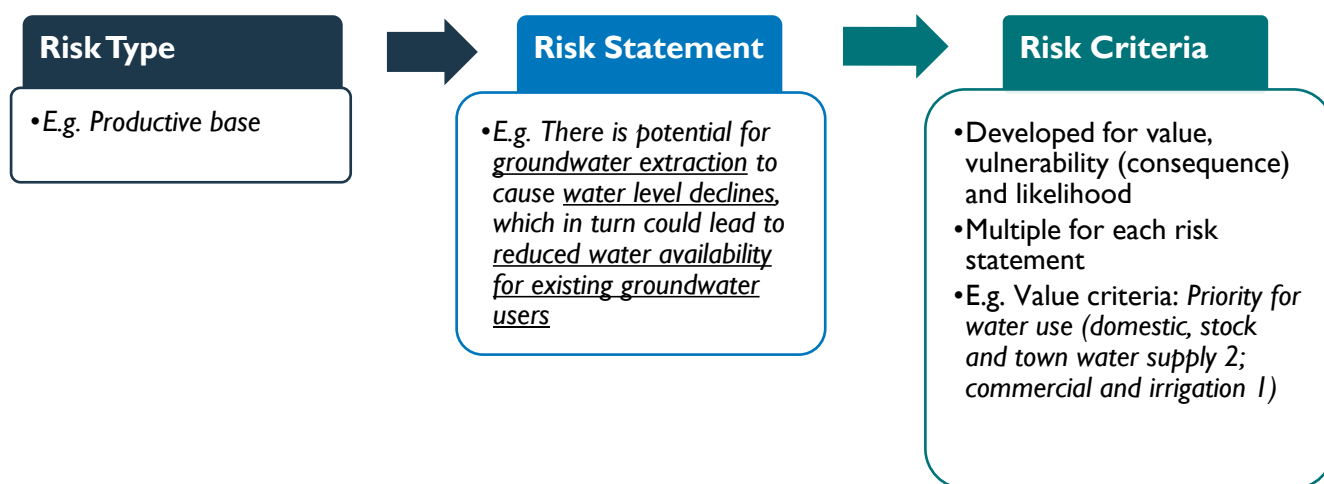 Risk Type
•E.g. Productive base
Risk Statement
•E.g. There is potential for
groundwater extraction to
cause water level declines,
which in turn could lead to
reduced water availability
for existing groundwater
users
Risk Criteria
•Developed for value,
vulnerability (consequence)
and likelihood
•Multiple for each risk
statement
•E.g. Value criteria: Priority for
water use (domestic, stock
and town water supply 2;
commercial and irrigation 1)